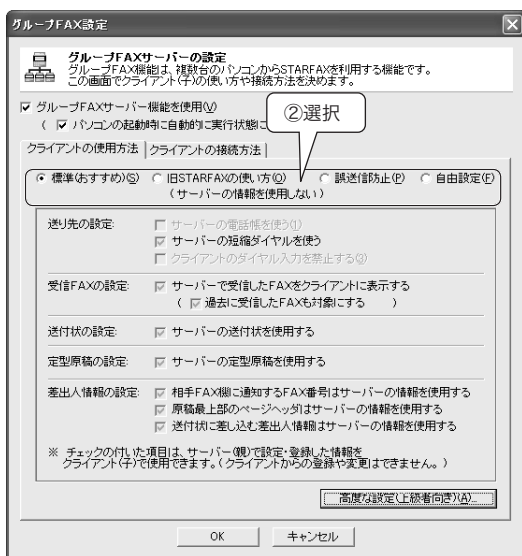 グループFAX設定
グループFAXサーバーの設定
グループFAX機能は、複数台のパソコンからSTARFAXを利用する機能です。
この画面でクライアント(子)の使い方や接続方法を決めます。
グループFAXサーバー機能を使用(V)
( パソコンの起動時に自動的に実行状態に
②選択
クライアントの使用方法 クライアントの接続方法
標準(おすすめ)(S) 旧STARFAXの使い方(O) 誤送信防止(P) 自由設定(F)
(サーバーの情報を使用しない)
送り先の設定: サーバーの電話帳を使う(1)
サーバーの短縮ダイヤルを使う
クライアントのダイヤル入力を禁止する(3)
受信FAXの設定: サーバーで受信したFAXをクライアントに表示する
( 過去に受信したFAXも対象にする )
送付状の設定: サーバーの送付状を使用する
定型原稿の設定: サーバーの定型原稿を使用する
差出人情報の設定: 相手FAX機に通知するFAX番号はサーバーの情報を使用する
原稿最上部のページヘッダはサーバーの情報を使用する
送付状に差し込む差出人情報はサーバーの情報を使用する
※ チェックの付いた項目は、サーバー(親)で設定・登録した情報を
クライアント(子)で使用できます。(クライアントからの登録や変更はできません。)
高度な設定(上級者向き)(A)...
OK キャンセル